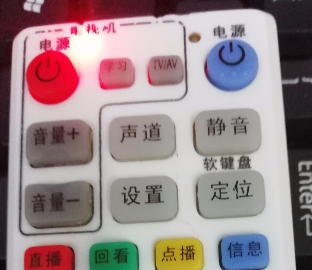 电视机
电源
电源
学习
TV/AV
音量+
声道
静音
软键盘
音量-
设置
定位
直播
回看
点播
信息
Enter